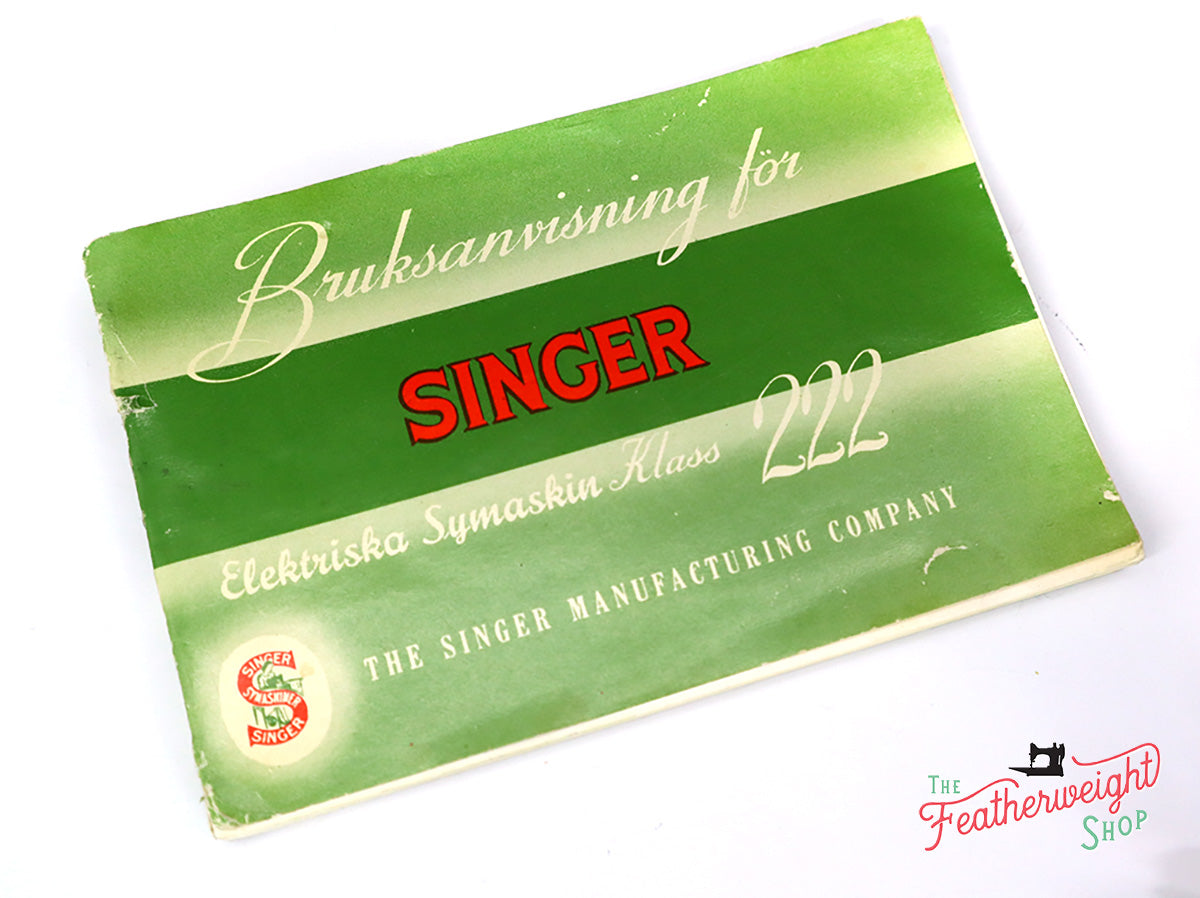 Bruksanvisning för
SINGER
Elektriska Symaskin Klass 222
THE SINGER MANUFACTURING COMPANY
SINGER
SYMASKINER
SINGER
THE
Featherweight
SHOP